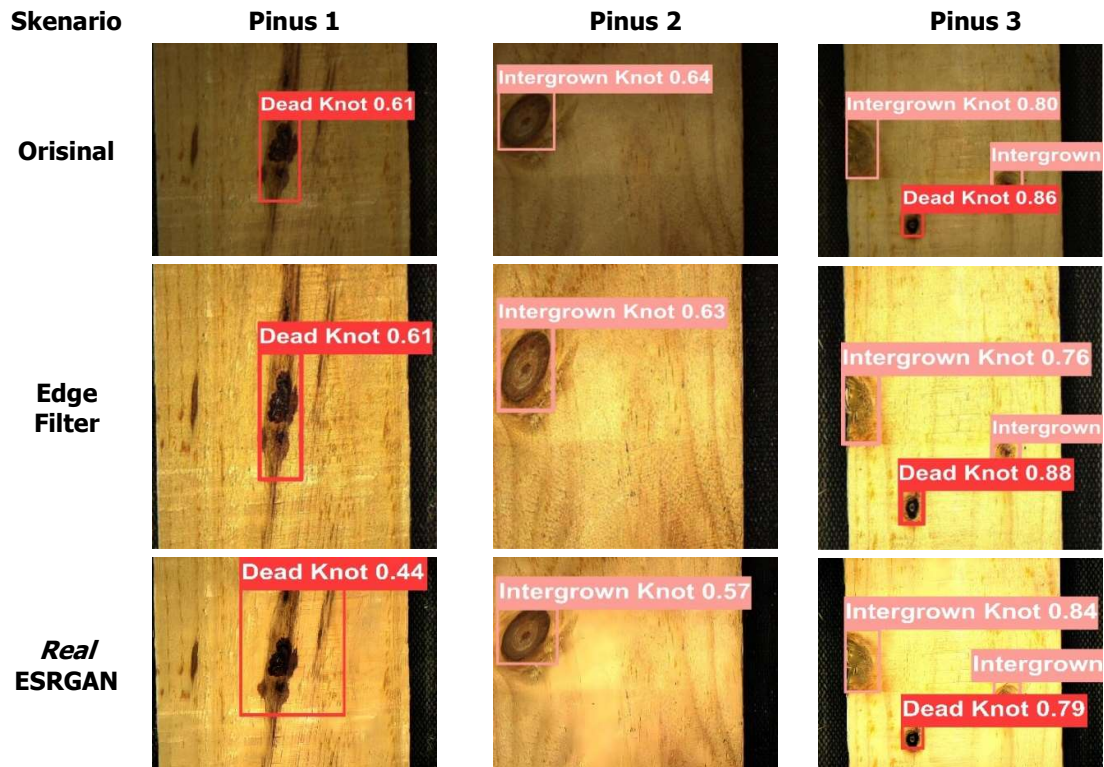 Skenario Pinus 1 Pinus 2 Pinus 3
Orisinal
Dead Knot 0.61
Intergrown Knot 0.64
Intergrown Knot 0.80
Intergrown
Dead Knot 0.86
Edge
Filter
Dead Knot 0.61
Intergrown Knot 0.63
Intergrown Knot 0.76
Intergrown
Dead Knot 0.88
Real
ESRGAN
Dead Knot 0.44
Intergrown Knot 0.57
Intergrown Knot 0.84
Intergrown
Dead Knot 0.79